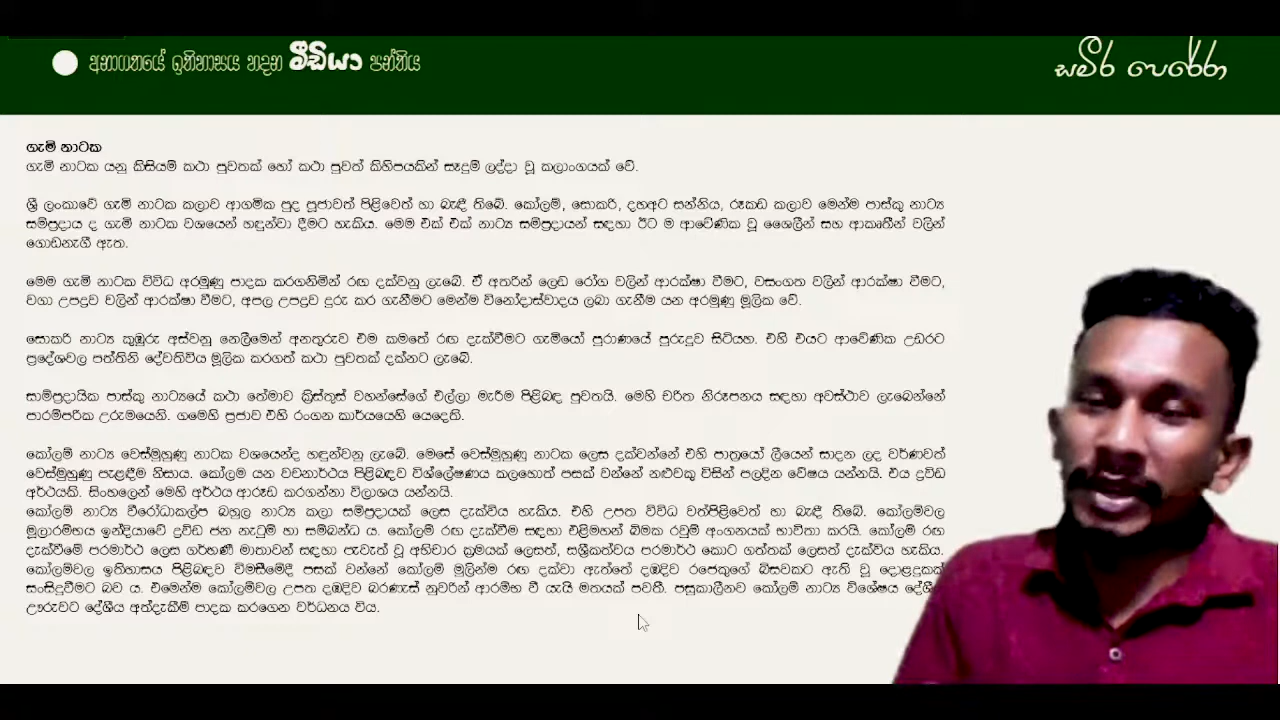 අනාගතයේ ඉතිහාසය හදන මීඩියා පන්තිය
සමීර පෙරේරා
ගැමි නාටක
ගැමි නාටක යනු කිසියම් කථා පුවතක් හෝ කථා පුවත් කිහිපයකින් සෑදුම් ලද්දා වූ කලාංගයක් වේ.
ශ්‍රී ලංකාවේ ගැමි නාටක කලාව ආගමික පුද පූජාවත් පිළිවෙත් හා බැඳී තිබේ. කෝලම්, සොකරි, දහඅට සන්නිය, රූකඩ කලාව මෙන්ම පාස්කු නාට්‍ය
සම්ප්‍රදාය ද ගැමි නාටක වශයෙන් හඳුන්වා දීමට හැකිය. මෙම එක් එක් නාට්‍ය සම්ප්‍රදායන් සඳහා ඊට ම ආවේණික වූ ශෛලීන් සහ ආකෘතීන් වලින්
ගොඩනැගී ඇත.
මෙම ගැමි නාටක විවිධ අරමුණු පාදක කරගනිමින් රඟ දක්වනු ලැබේ. ඒ අතරින් ලෙඩ රෝග වලින් ආරක්ෂා වීමට, වසංගත වලින් ආරක්ෂා වීමට,
වගා උපද්‍රව වලින් ආරක්ෂා වීමට, අපල උපද්‍රව දුරු කර ගැනීමට මෙන්ම විනෝදාස්වාදය ලබා ගැනීම යන අරමුණු මූලික වේ.
සොකරි නාට්‍ය කුඹුරු අස්වනු නෙලීමෙන් අනතුරුව එම කමතේ රඟ දැක්වීමට ගැමියෝ පුරාණයේ පුරුදුව සිටියහ. එහි එයට ආවේණික උඩරට
ප්‍රදේශවල පත්තිනි දේවතිවිය මූලික කරගත් කථා පුවතක් දක්නට ලැබේ.
සාම්ප්‍රදායික පාස්කු නාට්‍යයේ කථා තේමාව ක්‍රිස්තුස් වහන්සේගේ එල්ලා මැරීම පිළිබඳ පුවතයි. මෙහි චරිත නිරූපනය සඳහා අවස්ථාව ලැබෙන්නේ
පාරම්පරික උරුමයෙනි. ගමෙහි ප්‍රජාව එහි රංගන කාර්යයෙහි යෙදෙති.
කෝලම් නාට්‍ය වෙස්මුහුණු නාටක වශයෙන්ද හඳුන්වනු ලැබේ. මෙසේ වෙස්මුහුණු නාටක ලෙස දක්වන්නේ එහි පාත්‍රයෝ ලීයෙන් සාදන ලද වර්ණවත්
වෙස්මුහුණු පැළඳීම නිසාය. කෝලම යන වචනාර්ථය පිළිබඳව විශ්ලේෂණය කලහොත් පසක් වන්නේ නළුවකු විසින් පලදින වේෂය යන්නයි. එය ද්‍රවිඩ
අර්ථයකි. සිංහලෙන් මෙහි අර්ථය ආරූඪ කරගන්නා විලාශය යන්නයි.
කෝලම් නාට්‍ය වීරෝධාකල්ප බහුල නාට්‍ය කලා සම්ප්‍රදායක් ලෙස දැක්විය හැකිය. එහි උපත විවිධ වත්පිළිවෙත් හා බැඳී තිබේ. කෝලම්වල
මූලාරම්භය ඉන්දියාවේ ද්‍රවිඩ ජන නැටුම් හා සම්බන්ධ ය. කෝලම් රඟ දැක්වීම සඳහා එළිමහන් බිමක රවුම් අංගනයක් භාවිතා කරයි. කෝලම් රඟ
දැක්වීමේ පරමාර්ථ ලෙස ගර්භණී මාතාවන් සඳහා පැවැත් වූ අභිචාර ක්‍රමයක් ලෙසත්, සශ්‍රීකත්වය පරමාර්ථ කොට ගත්තක් ලෙසත් දැක්විය හැකිය.
කෝලම්වල ඉතිහාසය පිළිබඳව විමසීමේදී පසක් වන්නේ කෝලම් මුලින්ම රඟ දක්වා ඇත්තේ දඹදිව රජෙකුගේ බිසවකට ඇති වූ දොළදුකක්
සංසිඳුවීමට බව ය. එමෙන්ම කෝලම්වල උපත දඹදිව බරණැස් නුවරින් ආරම්භ වී යැයි මතයක් පවතී. පසුකාලීනව කෝලම් නාට්‍ය විශේෂය
ඌරුවට දේශීය අත්දැකීම් පාදක කරගෙන වර්ධනය විය.